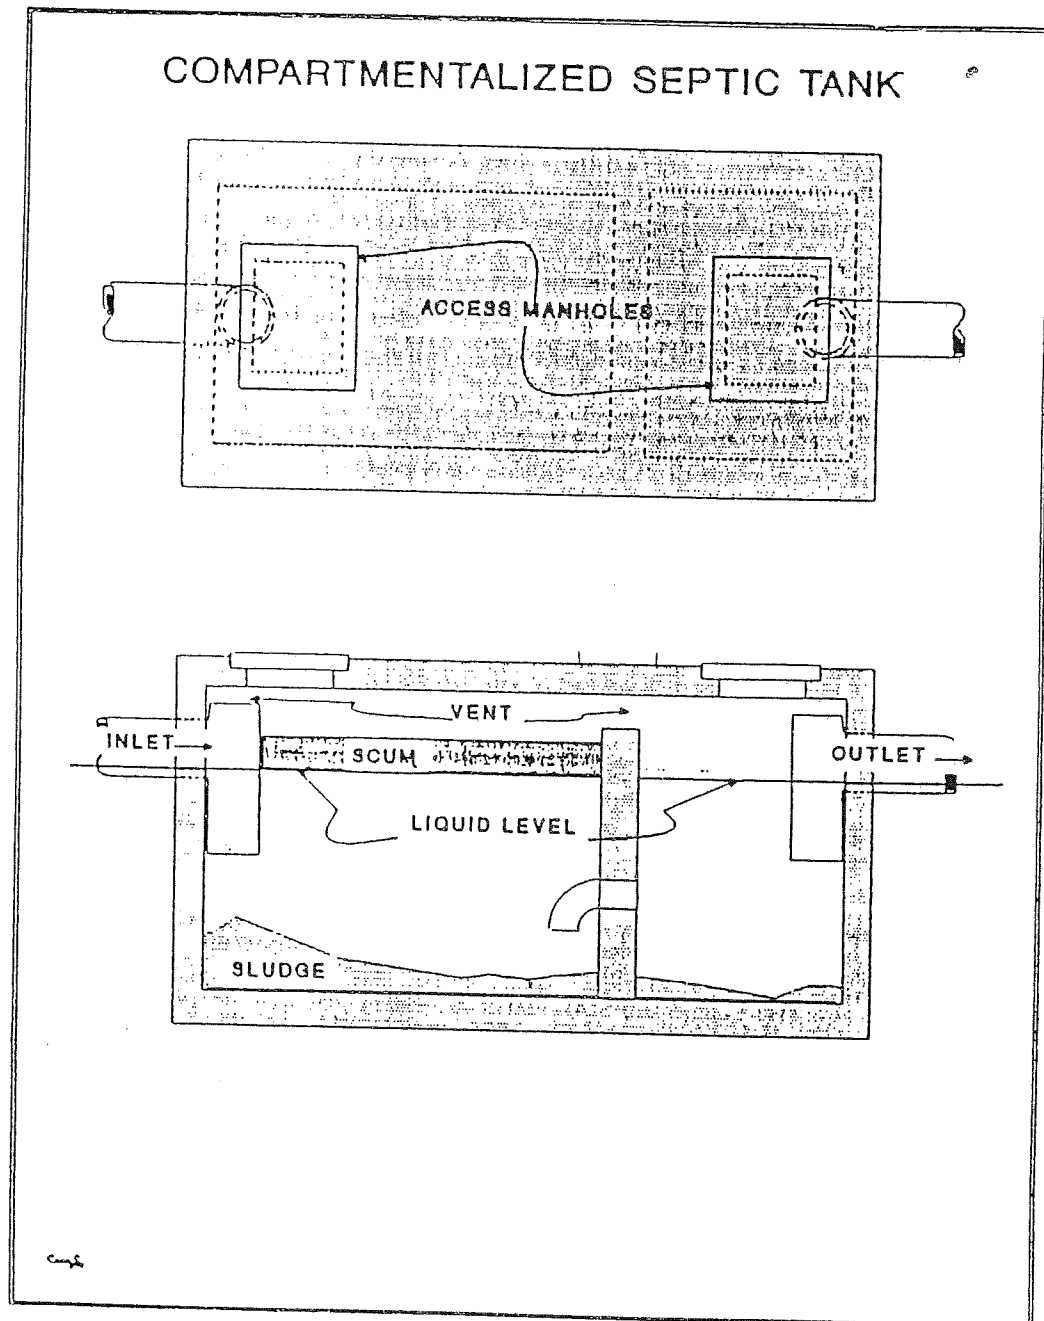 COMPARTMENTALIZED SEPTIC TANK
ACCESS MANHOLES
VENT
INLET
SCUM
OUTLET
LIQUID LEVEL
SLUDGE